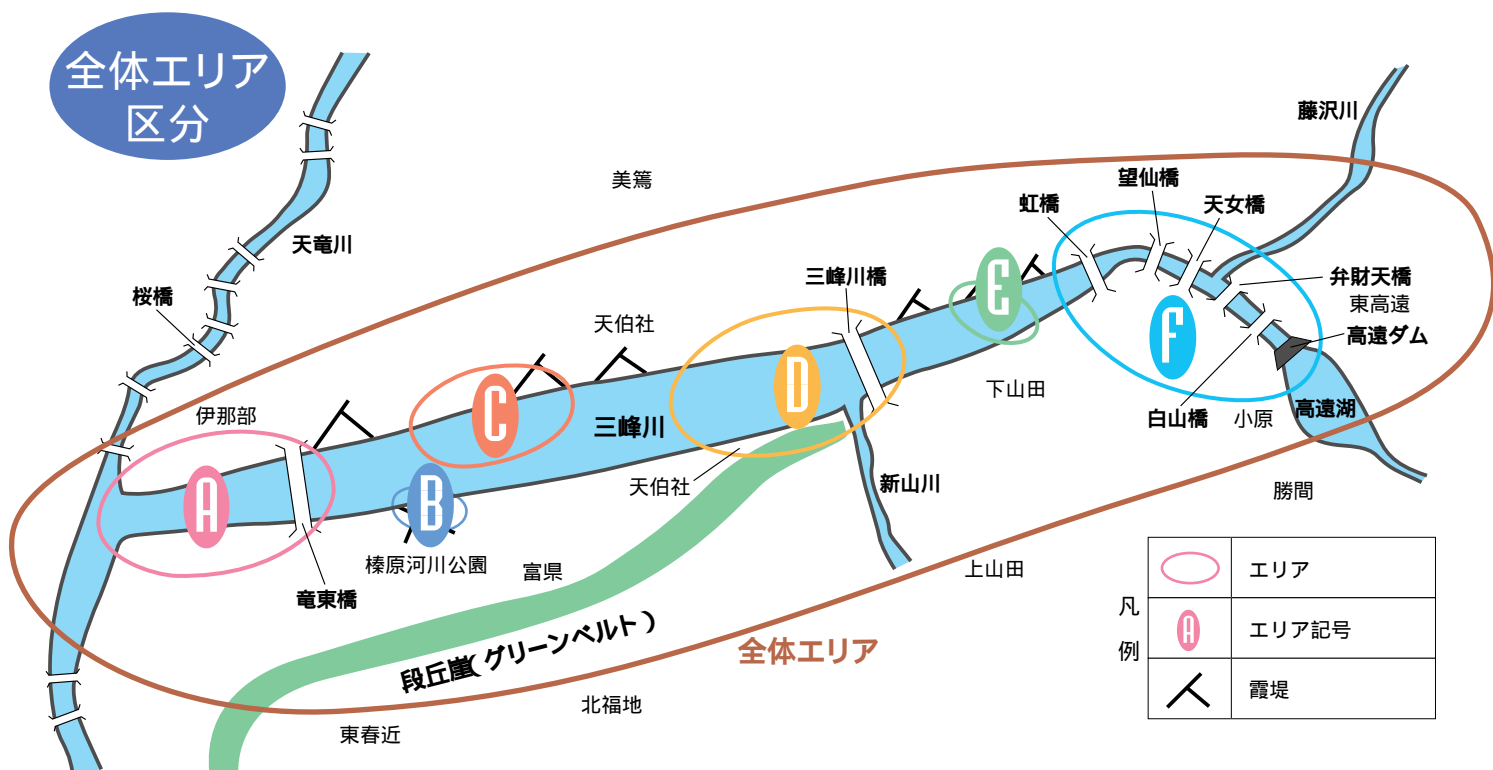 全体エリア
区分
藤沢川
美篶
望仙橋
虹橋
天女橋
天竜川
三峰川橋
弁財天橋
桜橋
東高遠
天伯社
高遠ダム
E
F
D
下山田
C
伊那部
三峰川
白山橋
小原
高遠湖
天伯社
新山川
勝間
A
B
榛原河川公園
富県
上山田
竜東橋
段丘崖(グリーンベルト)
全体エリア
北福地
東春近
凡例
エリア
A
エリア記号
霞堤